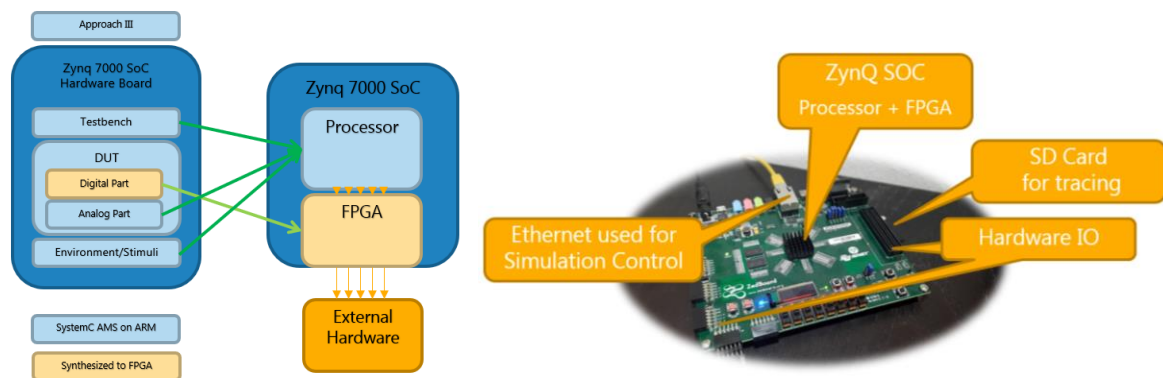 Approach III
Zynq 7000 SoC
Hardware Board
Testbench
DUT
Digital Part
Analog Part
Environment/Stimuli
SystemC AMS on ARM
Synthesized to FPGA
Zynq 7000 SoC
Processor
FPGA
External
Hardware
ZynQ SOC
Processor + FPGA
SD Card
for tracing
Hardware IO
Ethernet used for
Simulation Control
ZedBoard